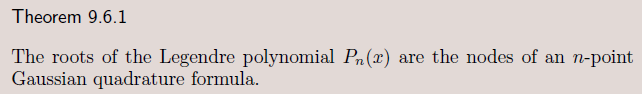 Theorem 9.6.1
The roots of the Legendre polynomial Pₙ(x) are the nodes of an n-point
Gaussian quadrature formula.